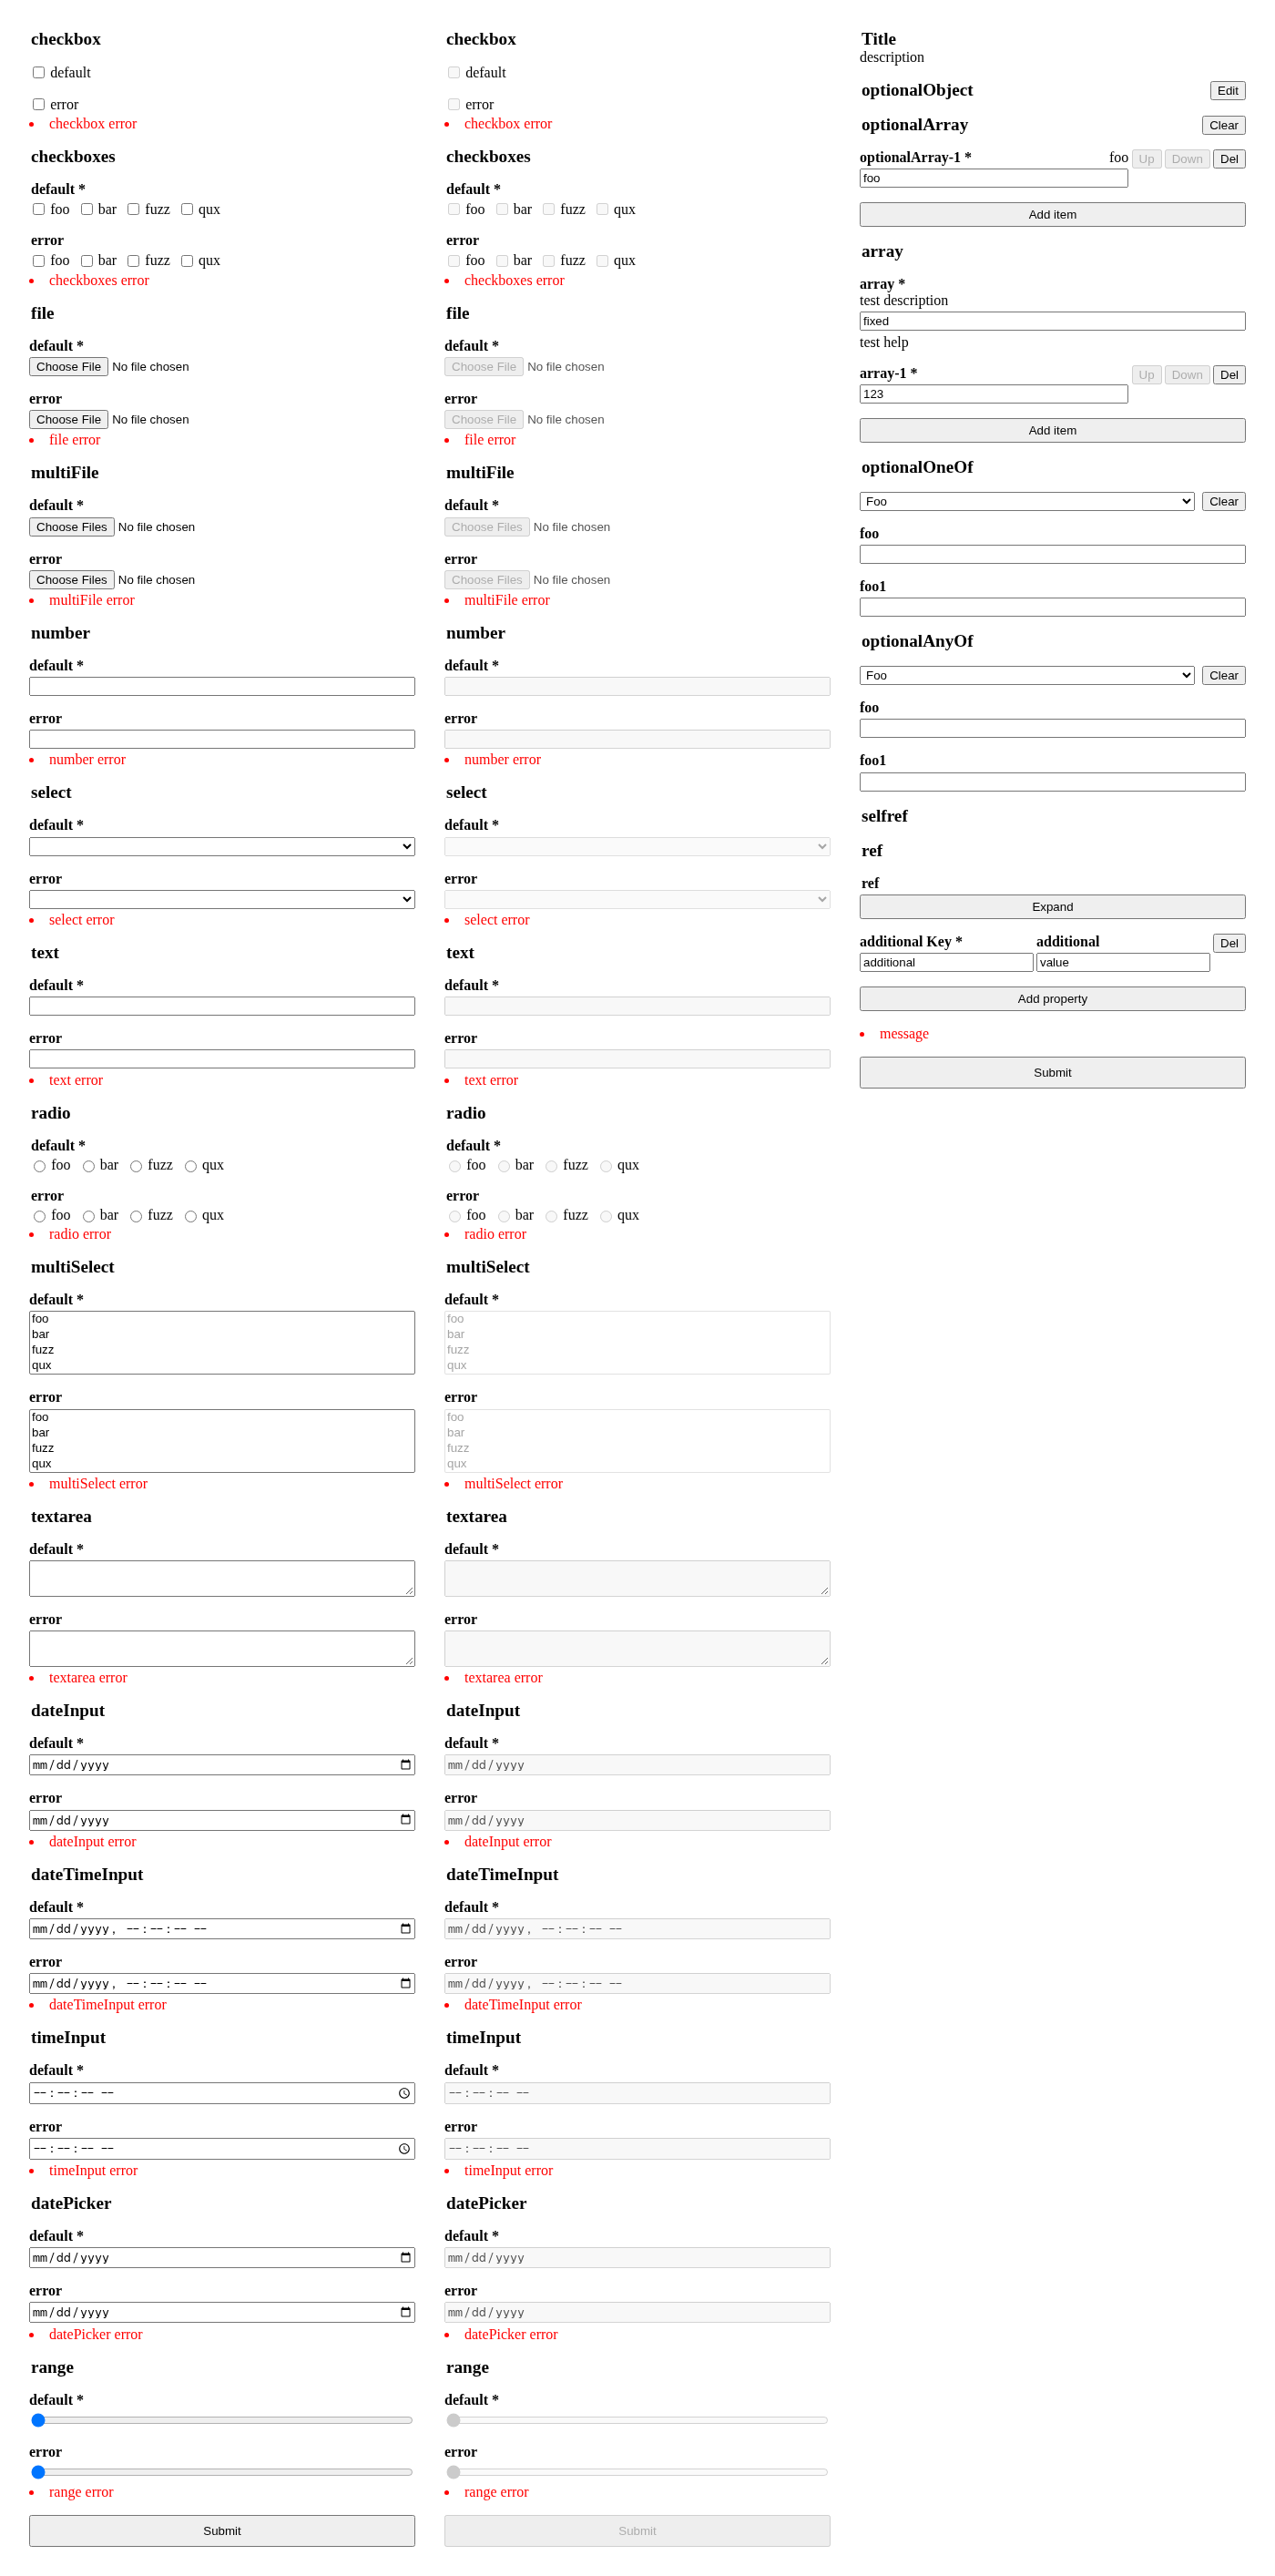 checkbox
default
error
checkbox error
checkboxes
default *
foo bar fuzz qux
error
foo bar fuzz qux
checkboxes error
file
default *
Choose File No file chosen
error
Choose File No file chosen
file error
multiFile
default *
Choose Files No file chosen
error
Choose Files No file chosen
multiFile error
number
default *
error
number error
select
default *
error
select error
text
default *
error
text error
radio
default *
foo bar fuzz qux
error
foo bar fuzz qux
radio error
multiSelect
default *
foo
bar
fuzz
qux
error
foo
bar
fuzz
qux
multiSelect error
textarea
default *
error
textarea error
dateInput
default *
mm/dd/yyyy
error
mm/dd/yyyy
dateInput error
dateTimeInput
default *
mm/dd/yyyy, --:--:-- --
error
mm/dd/yyyy, --:--:-- --
dateTimeInput error
timeInput
default *
--:--:-- --
error
--:--:-- --
timeInput error
datePicker
default *
mm/dd/yyyy
error
mm/dd/yyyy
datePicker error
range
default *
error
range error
Submit
checkbox
default
error
checkbox error
checkboxes
default *
foo bar fuzz qux
error
foo bar fuzz qux
checkboxes error
file
default *
Choose File No file chosen
error
Choose File No file chosen
file error
multiFile
default *
Choose Files No file chosen
error
Choose Files No file chosen
multiFile error
number
default *
error
number error
select
default *
error
select error
text
default *
error
text error
radio
default *
foo bar fuzz qux
error
foo bar fuzz qux
radio error
multiSelect
default *
foo
bar
fuzz
qux
error
foo
bar
fuzz
qux
multiSelect error
textarea
default *
error
textarea error
dateInput
default *
mm/dd/yyyy
error
mm/dd/yyyy
dateInput error
dateTimeInput
default *
mm/dd/yyyy, --:--:-- --
error
mm/dd/yyyy, --:--:-- --
dateTimeInput error
timeInput
default *
--:--:-- --
error
--:--:-- --
timeInput error
datePicker
default *
mm/dd/yyyy
error
mm/dd/yyyy
datePicker error
range
default *
error
range error
Submit
Title
description
optionalObject Edit
optionalArray Clear
optionalArray-1 * foo Up Down Del
foo
Add item
array
array *
test description
fixed
test help
array-1 * Up Down Del
123
Add item
optionalOneOf
Foo Clear
foo
foo1
optionalAnyOf
Foo Clear
foo
foo1
selfref
ref
ref
Expand
additional Key * additional Del
additional value
Add property
message
Submit